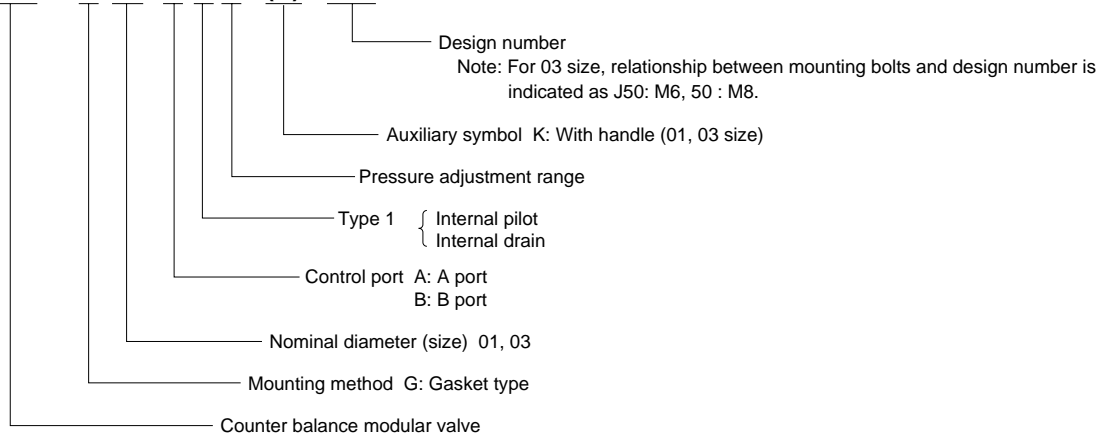 Design number
Note: For 03 size, relationship between mounting bolts and design number is
indicated as J50: M6, 50 : M8.
Auxiliary symbol K: With handle (01, 03 size)
Pressure adjustment range
Type 1 { Internal pilot
Internal drain
Control port A: A port
B: B port
Nominal diameter (size) 01, 03
Mounting method G: Gasket type
Counter balance modular valve